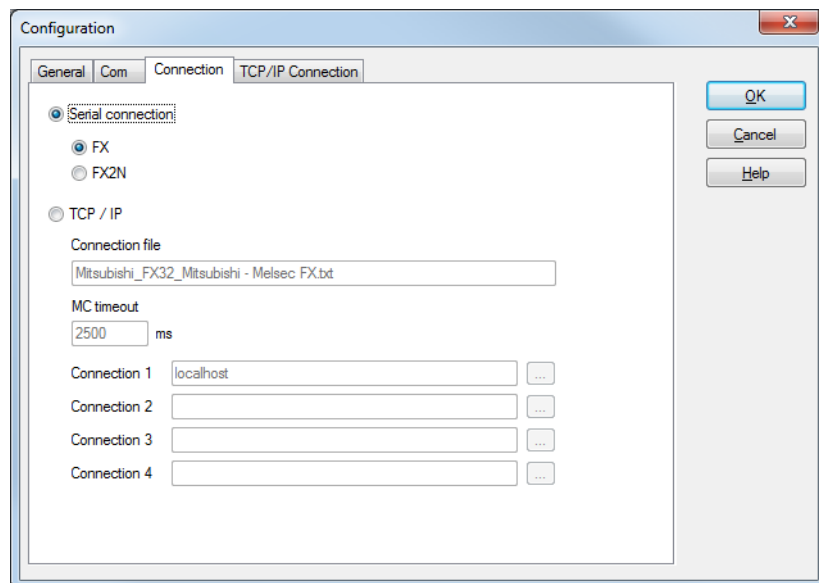 Configuration
General Com Connection TCP/IP Connection
Serial connection
FX
FX2N
TCP / IP
Connection file
Mitsubishi_FX32_Mitsubishi - Melsec FX.txt
MC timeout
2500 ms
Connection 1 localhost ...
Connection 2 ...
Connection 3 ...
Connection 4 ...
OK
Cancel
Help